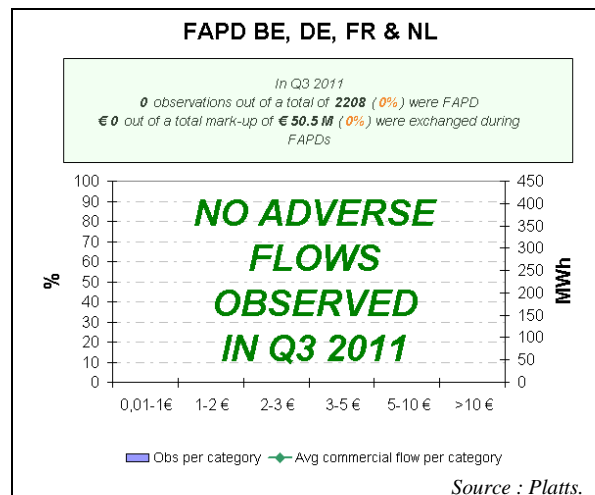 FAPD BE, DE, FR & NL
In Q3 2011
0 observations out of a total of 2208 (0%) were FAPD
€ 0 out of a total mark-up of € 50.5 M (0%) were exchanged during
FAPDs
100
90
80
70
60
50
40
30
20
10
0
%
NO ADVERSE
FLOWS
OBSERVED
IN Q3 2011
450
400
350
300
250
200
150
100
50
0
MWh
0,01-1€ 1-2 € 2-3 € 3-5 € 5-10 € >10 €
Obs per category Avg commercial flow per category
Source : Platts.